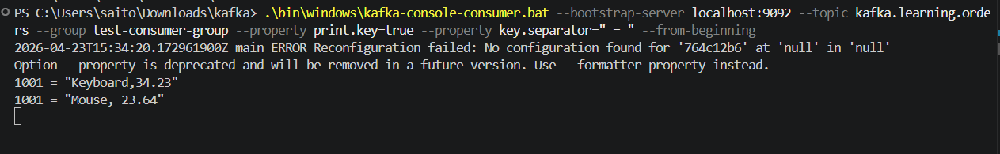 PS C:\Users\saito\Downloads\kafka> .\bin\windows\kafka-console-consumer.bat --bootstrap-server localhost:9092 --topic kafka.learning.orde
rs --group test-consumer-group --property print.key=true --property key.separator=" = " --from-beginning
2026-04-23T15:34:20.172961900Z main ERROR Reconfiguration failed: No configuration found for '764c12b6' at 'null' in 'null'
Option --property is deprecated and will be removed in a future version. Use --formatter-property instead.
1001 = "Keyboard,34.23"
1001 = "Mouse, 23.64"